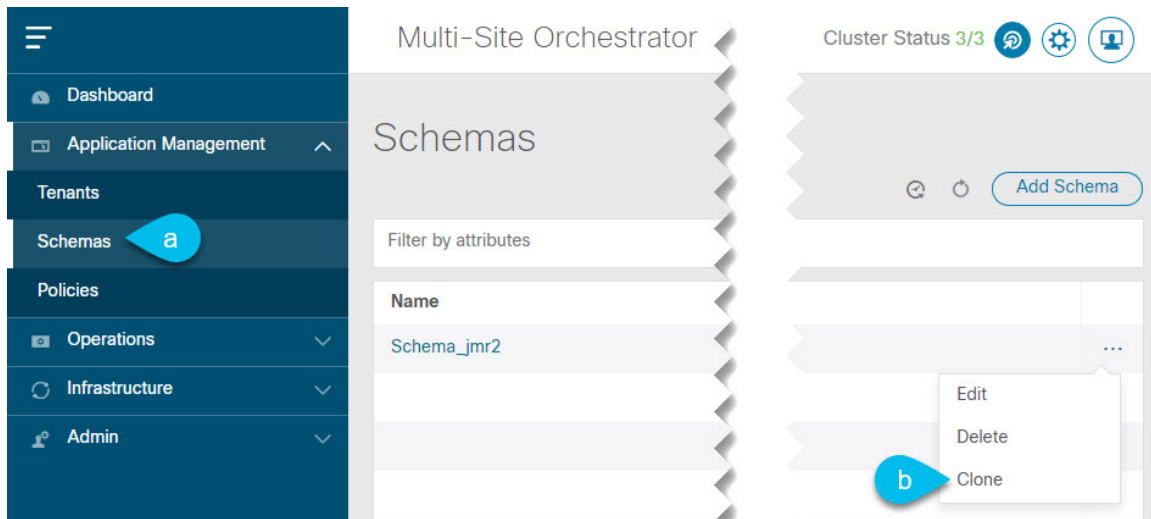 Multi-Site Orchestrator
Cluster Status 3/3
Dashboard
Application Management
Tenants
Schemas
a
Policies
Operations
Infrastructure
Admin
Schemas
Add Schema
Filter by attributes
Name
Schema_jmr2
...
Edit
Delete
b
Clone